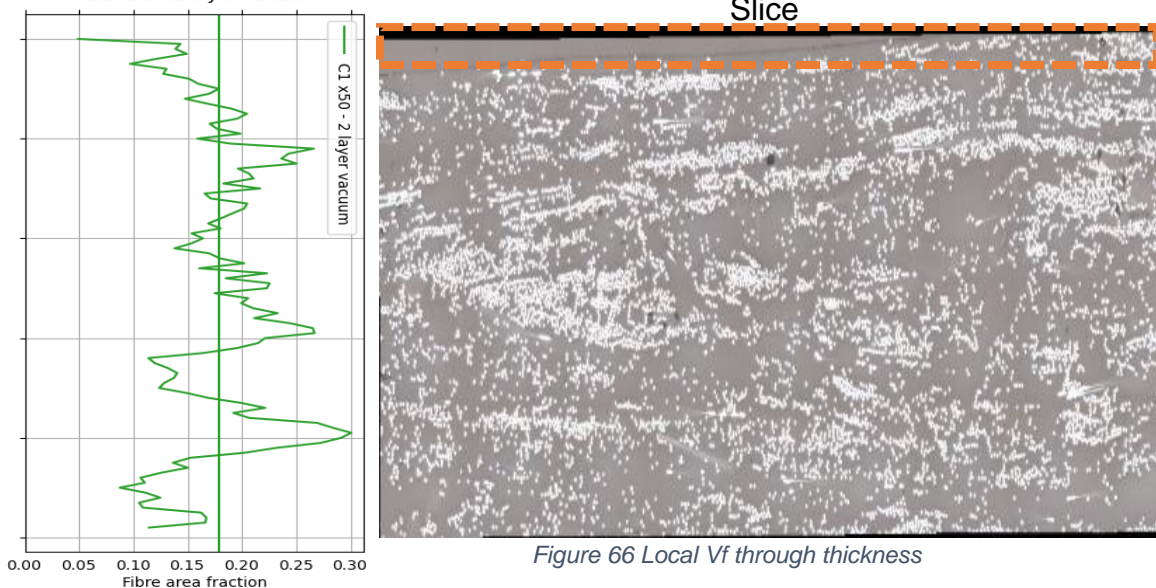 Slice
C1 x50 - 2 layer vacuum
0.00 0.05 0.10 0.15 0.20 0.25 0.30
Fibre area fraction
Figure 66 Local Vf through thickness